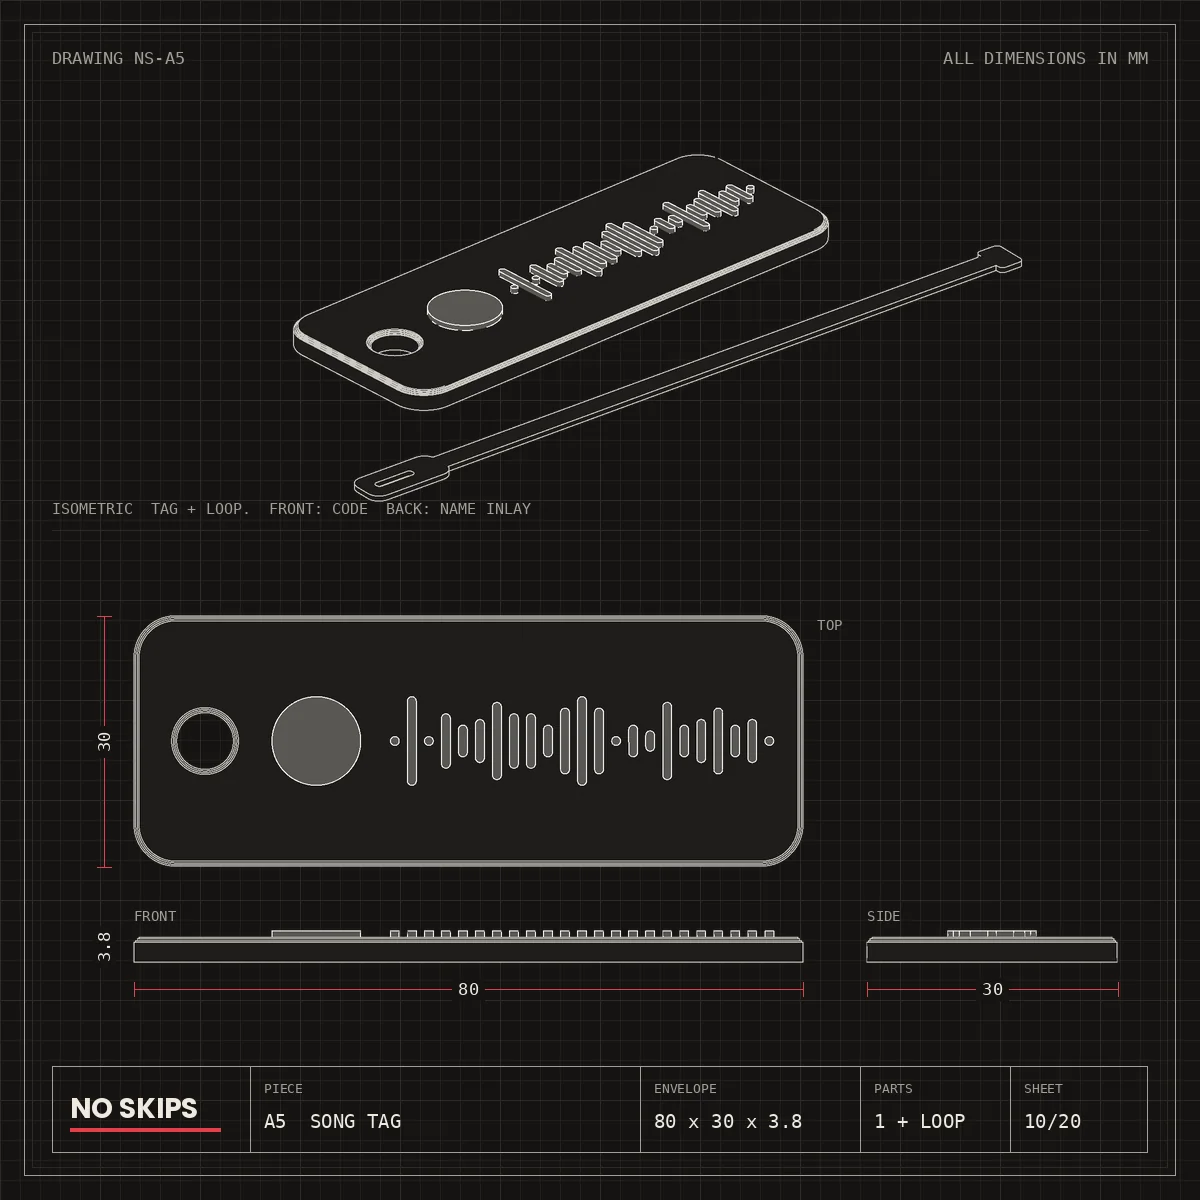 DRAWING NS-A5
ALL DIMENSIONS IN MM
ISOMETRIC  TAG + LOOP.  FRONT: CODE  BACK: NAME INLAY
TOP
30
FRONT
SIDE
3.8
80
30
NO SKIPS
PIECE
A5  SONG TAG
ENVELOPE
80 x 30 x 3.8
PARTS
1 + LOOP
SHEET
10/20